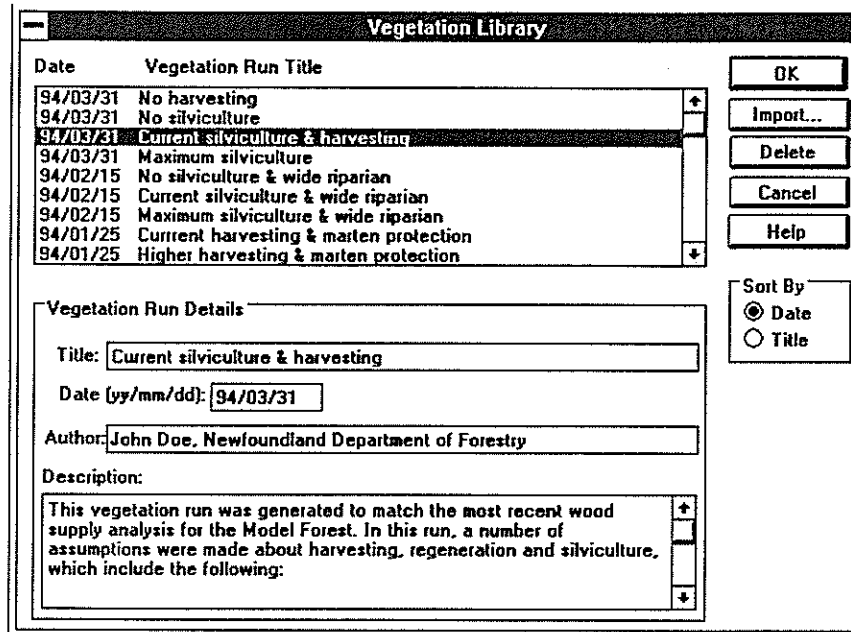 Vegetation Library
Date Vegetation Run Title
94/03/31 No harvesting
94/03/31 No silviculture
94/03/31 Current silviculture & harvesting
94/03/31 Maximum silviculture
94/02/15 No silviculture & wide riparian
94/02/15 Current silviculture & wide riparian
94/02/15 Maximum silviculture & wide riparian
94/01/25 Currrent harvesting & marten protection
94/01/25 Higher harvesting & marten protection
OK
Import...
Delete
Cancel
Help
Sort By
Date
Title
Vegetation Run Details
Title: Current silviculture & harvesting
Date (yy/mm/dd): 94/03/31
Author: John Doe, Newfoundland Department of Forestry
Description:
This vegetation run was generated to match the most recent wood
supply analysis for the Model Forest. In this run, a number of
assumptions were made about harvesting, regeneration and silviculture,
which include the following: